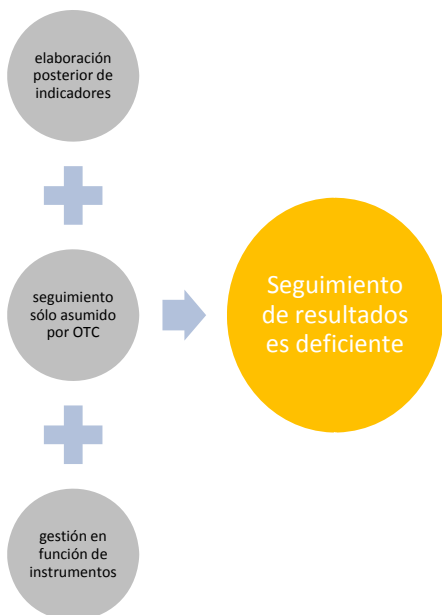 elaboración
posterior de
indicadores
seguimiento
sólo asumido
por OTC
gestión en
función de
instrumentos
Seguimiento
de resultados
es deficiente